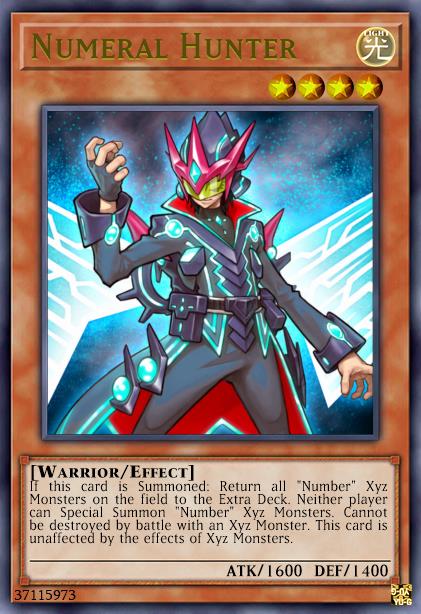 NUMERAL HUNTER
LIGHT
光
[WARRIOR/EFFECT]
If this card is Summoned: Return all "Number" Xyz
Monsters on the field to the Extra Deck. Neither player
can Special Summon "Number" Xyz Monsters. Cannot
be destroyed by battle with an Xyz Monster. This card is
unaffected by the effects of Xyz Monsters.
ATK/1600 DEF/1400
37115973